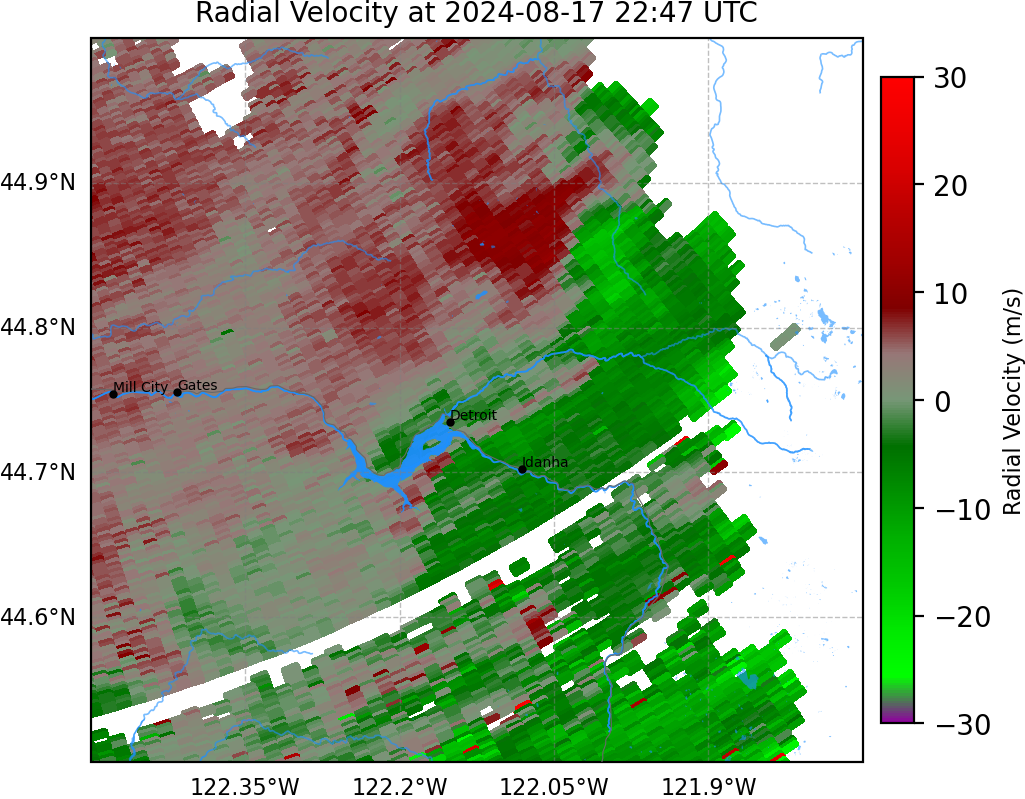 Radial Velocity at 2024-08-17 22:47 UTC
44.9°N
44.8°N
44.7°N
44.6°N
Mill City
Gates
Detroit
Idanha
122.35°W
122.2°W
122.05°W
121.9°W
30
20
10
0
−10
−20
−30
Radial Velocity (m/s)